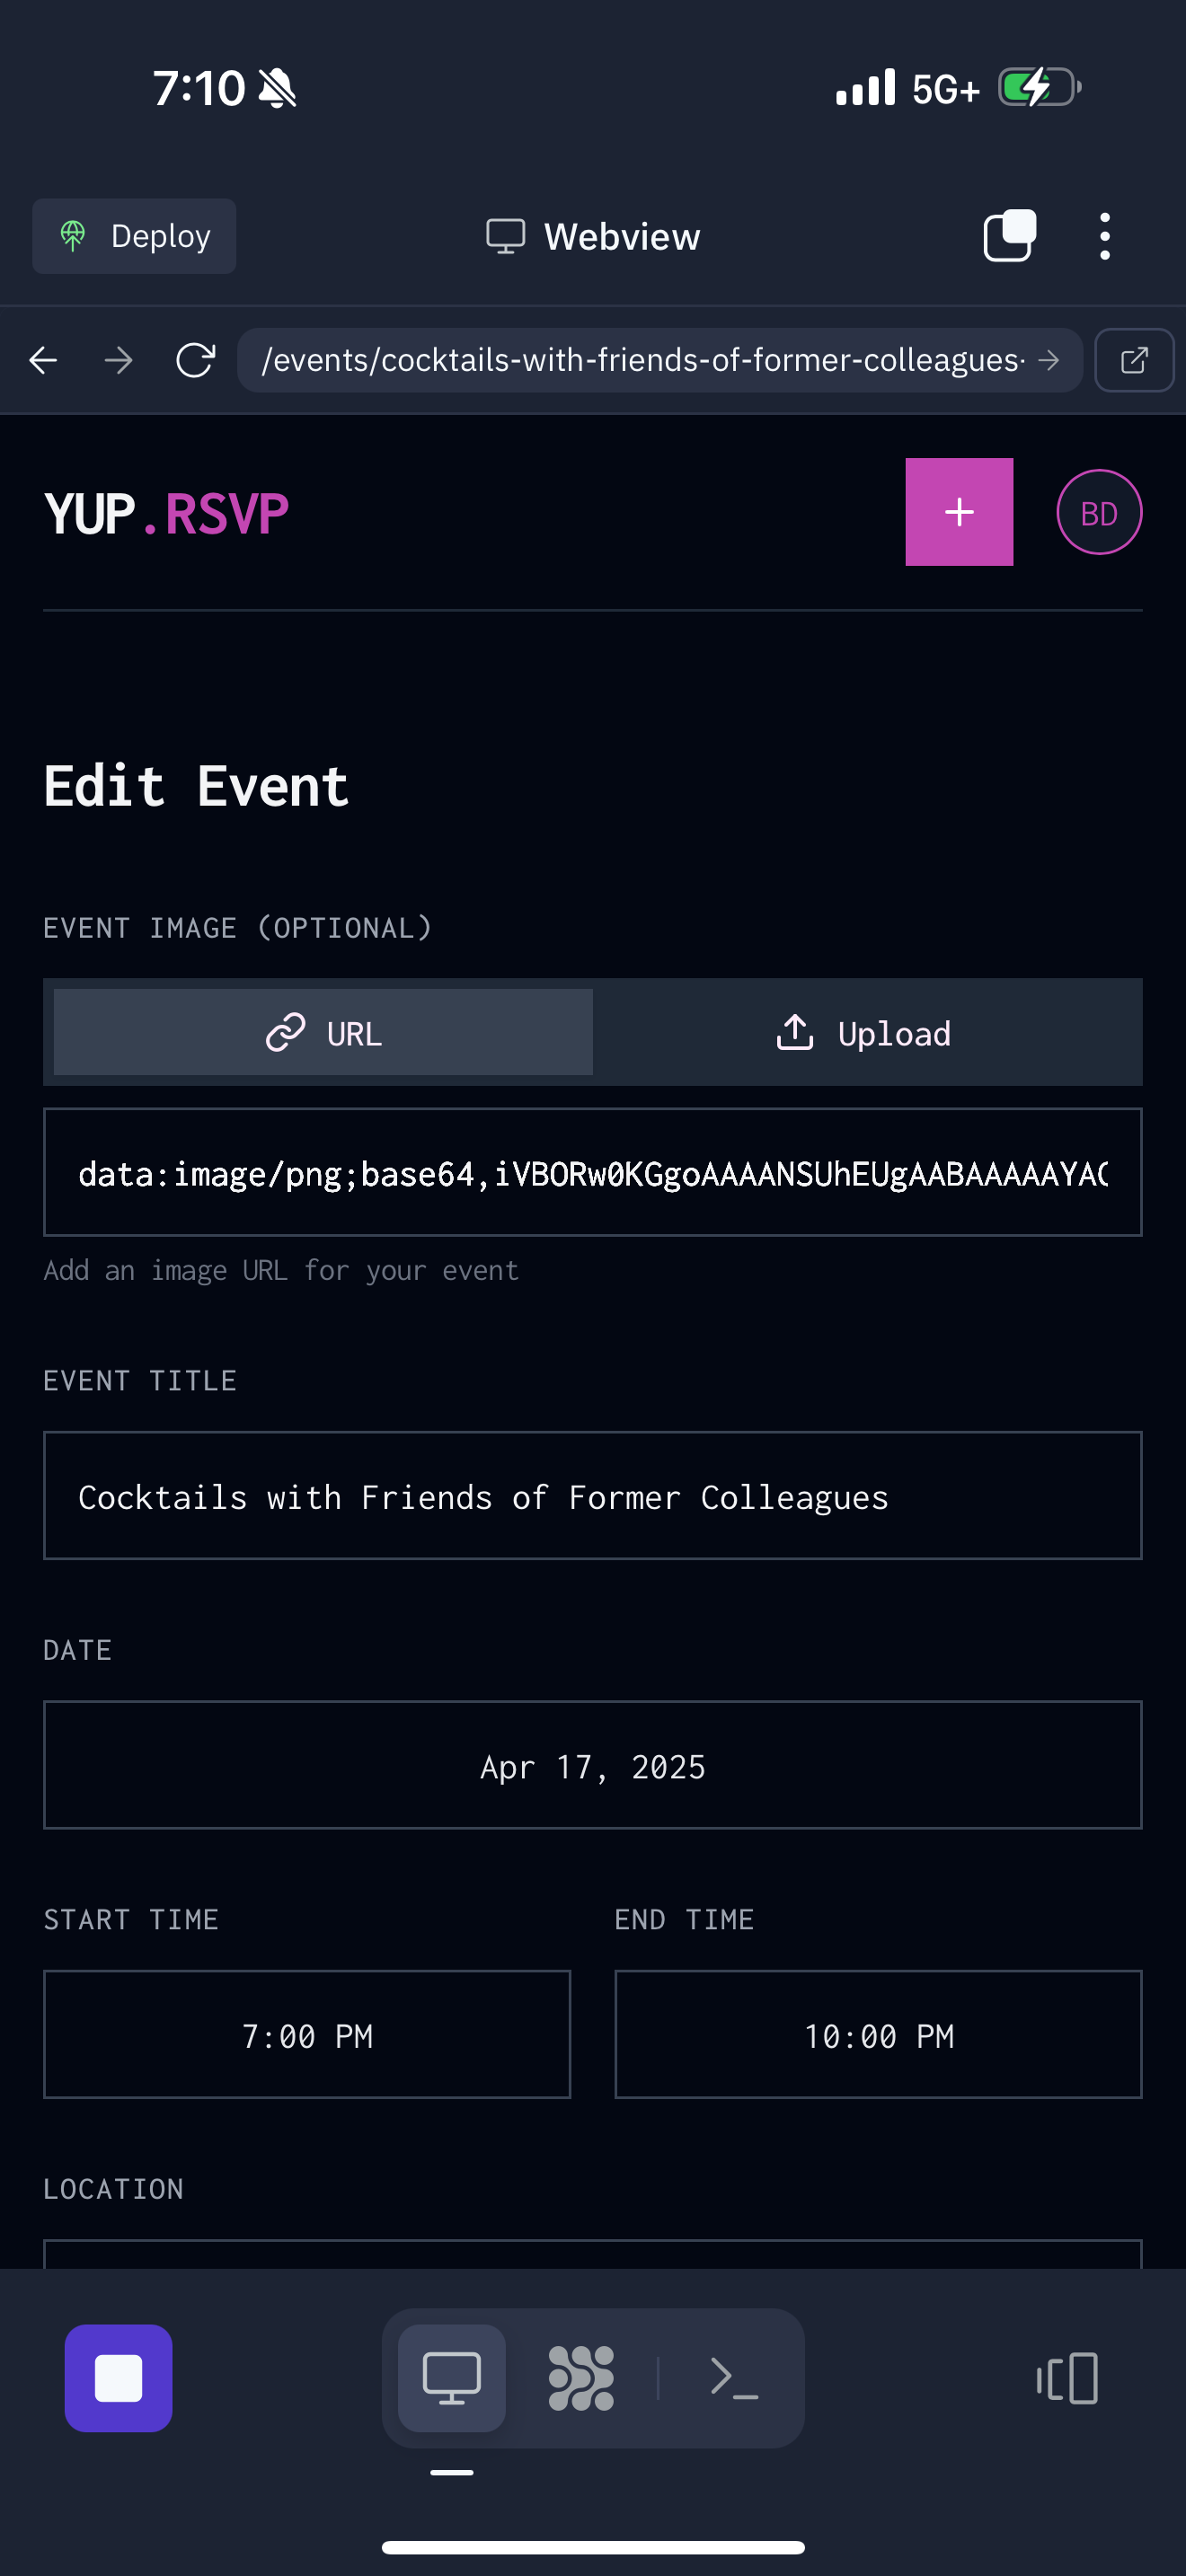 7:10
5G+
Deploy
Webview
/events/cocktails-with-friends-of-former-colleagues-
YUP.RSVP
+
BD
Edit Event
EVENT IMAGE (OPTIONAL)
URL
Upload
data:image/png;base64,iVBORw0KGgoAAAANSUhEUgAABAAAAAYAC
Add an image URL for your event
EVENT TITLE
Cocktails with Friends of Former Colleagues
DATE
Apr 17, 2025
START TIME
END TIME
7:00 PM
10:00 PM
LOCATION